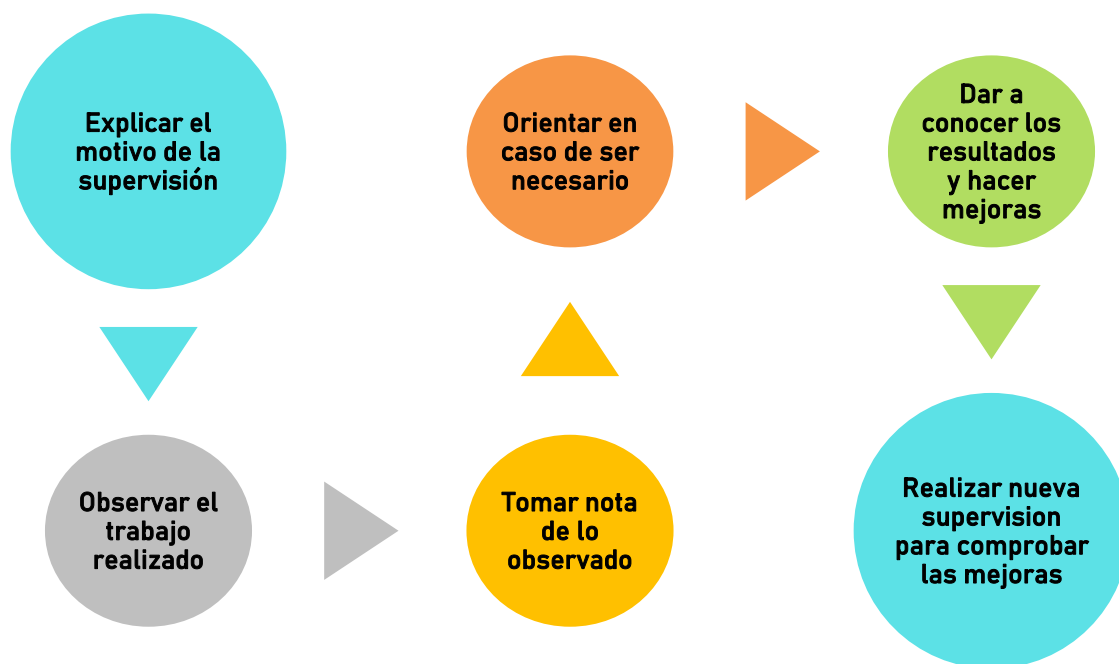 Explicar el
motivo de la
supervisión
Observar el
trabajo
realizado
Tomar nota
de lo
observado
Orientar en
caso de ser
necesario
Dar a
conocer los
resultados
y hacer
mejoras
Realizar nueva
supervision
para comprobar
las mejoras